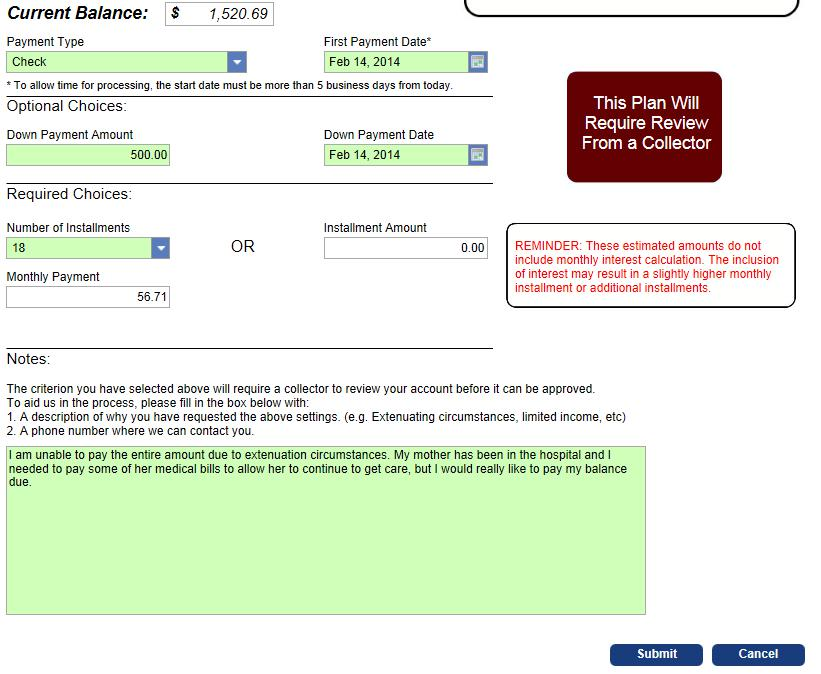 Current Balance: $ 1,520.69
Payment Type First Payment Date*
Check Feb 14, 2014
* To allow time for processing, the start date must be more than 5 business days from today.
Optional Choices:
This Plan Will
Require Review
From a Collector
Down Payment Amount Down Payment Date
500.00 Feb 14, 2014
Required Choices:
Number of Installments Installment Amount
18 OR 0.00
Monthly Payment
56.71
REMINDER: These estimated amounts do not
include monthly interest calculation. The inclusion
of interest may result in a slightly higher monthly
installment or additional installments.
Notes:
The criterion you have selected above will require a collector to review your account before it can be approved.
To aid us in the process, please fill in the box below with:
1. A description of why you have requested the above settings. (e.g. Extenuating circumstances, limited income, etc)
2. A phone number where we can contact you.
I am unable to pay the entire amount due to extenuation circumstances. My mother has been in the hospital and I
needed to pay some of her medical bills to allow her to continue to get care, but I would really like to pay my balance
due.
Submit Cancel